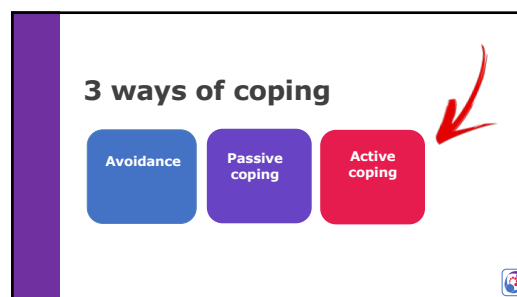 3 ways of coping
Avoidance
Passive
coping
Active
coping